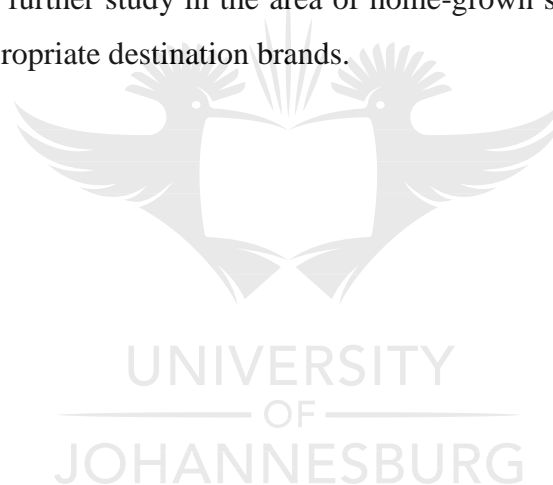 further study in the area of home-grown s
ropriate destination brands.
UNIVERSITY
OF
JOHANNESBURG